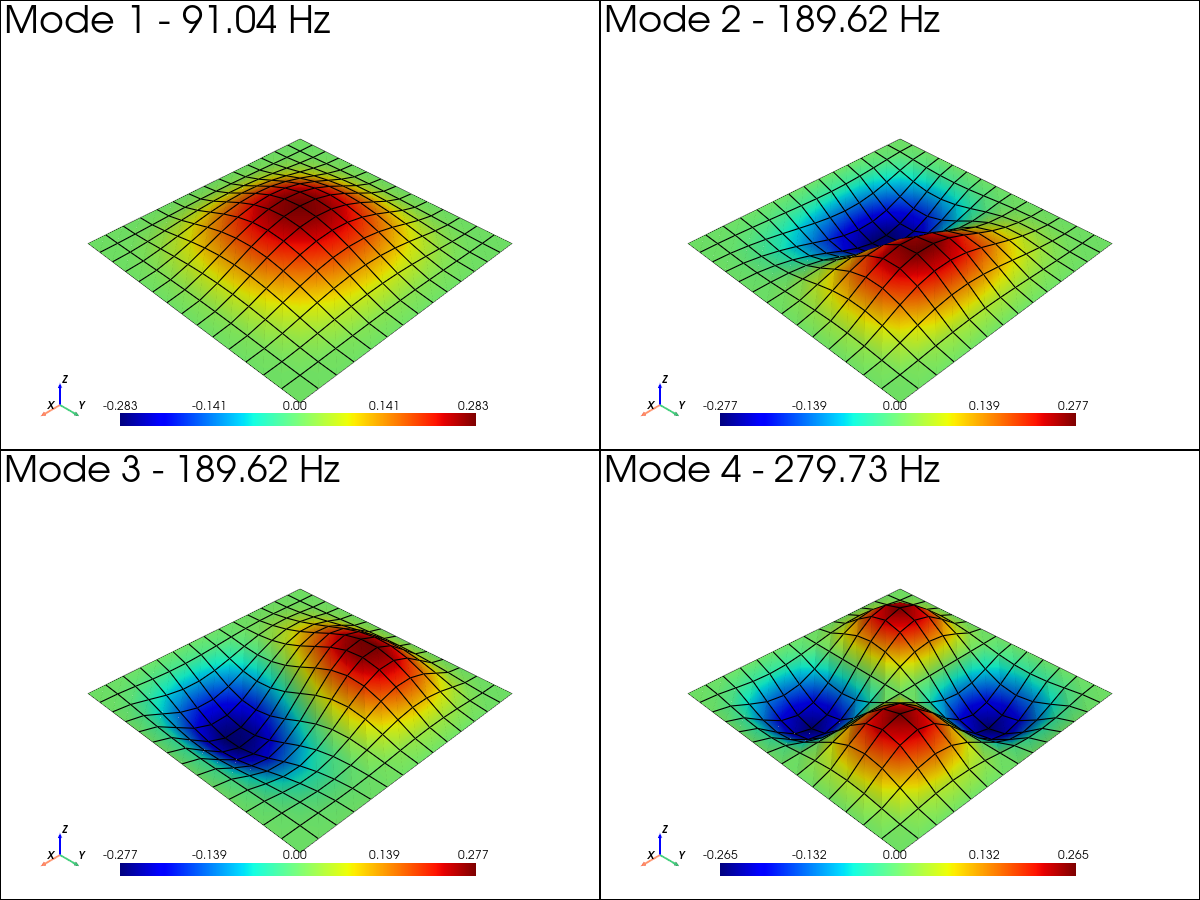 Mode 1 - 91.04 Hz
Z
X Y
-0.283 -0.141 0.00 0.141 0.283
Mode 2 - 189.62 Hz
Z
X Y
-0.277 -0.139 0.00 0.139 0.277
Mode 3 - 189.62 Hz
Z
X Y
-0.277 -0.139 0.00 0.139 0.277
Mode 4 - 279.73 Hz
Z
X Y
-0.265 -0.132 0.00 0.132 0.265